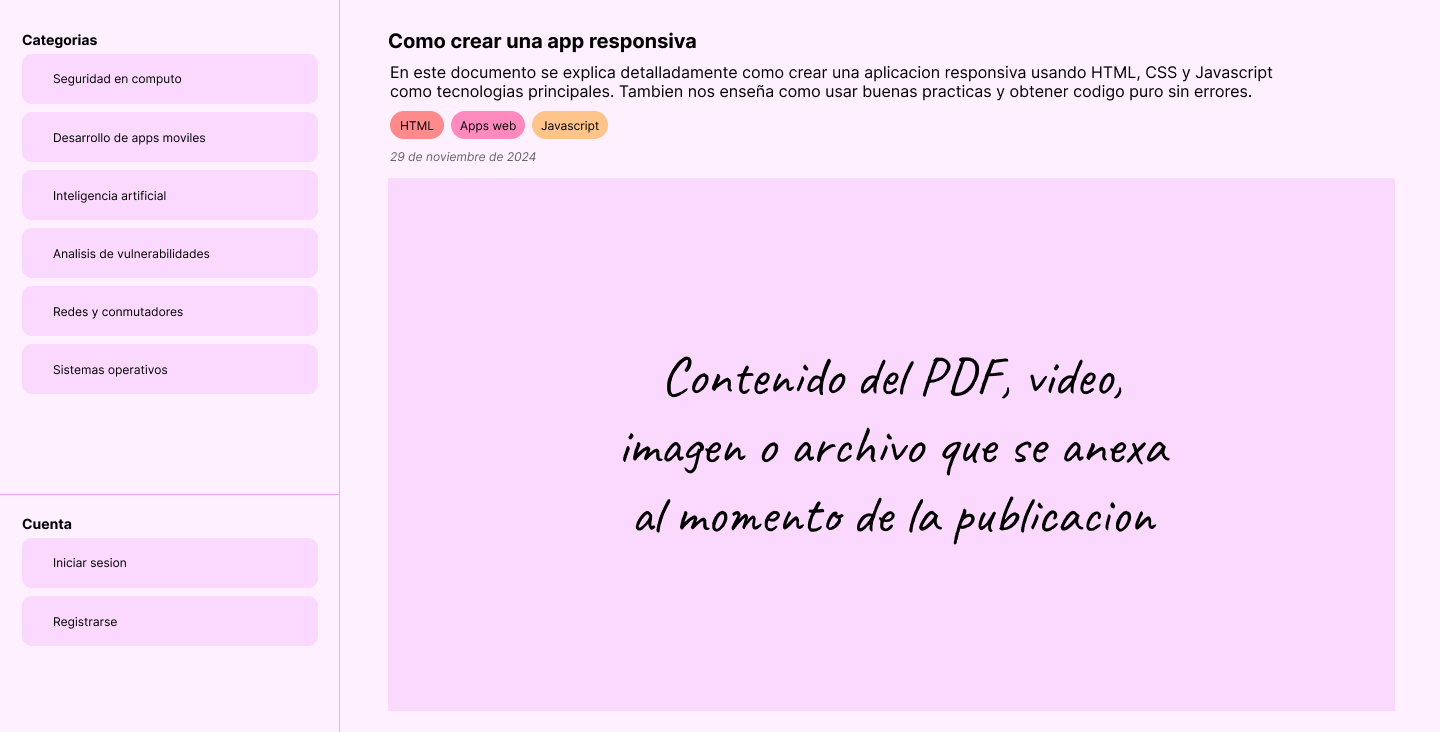 Categorias
Seguridad en computo
Desarrollo de apps moviles
Inteligencia artificial
Analisis de vulnerabilidades
Redes y conmutadores
Sistemas operativos
Cuenta
Iniciar sesion
Registrarse
Como crear una app responsiva
En este documento se explica detalladamente como crear una aplicacion responsiva usando HTML, CSS y Javascript
como tecnologias principales. Tambien nos enseña como usar buenas practicas y obtener codigo puro sin errores.
HTML Apps web Javascript
29 de noviembre de 2024
Contenido del PDF, video,
imagen o archivo que se anexa
al momento de la publicacion